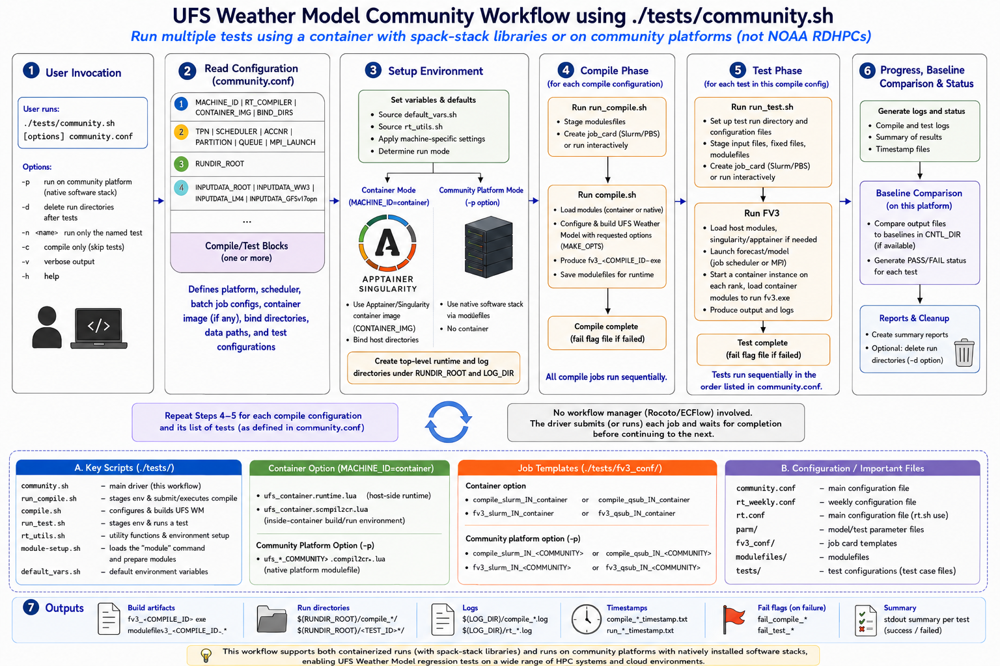 UFS Weather Model Community Workflow using ./tests/community.sh
Run multiple tests using a container with spack-stack libraries or on community platforms (not NOAA RDHPCs)
1 User Invocation
User runs:
./tests/community.sh
[options] community.conf
Options:
-p run on community platform
(native software stack)
-d delete run directories
after tests
-n <name> run only the named test
-c compile only (skip tests)
-v verbose output
-h help
</>
2 Read Configuration
(community.conf)
1 MACHINE_ID | RT_COMPILER |
CONTAINER_IMG | BIND_DIRS
2 TPN | SCHEDULER | ACCNR |
PARTITION | QUEUE | MPI_LAUNCH
3 RUNDIR_ROOT
4 INPUTDATA_ROOT | INPUTDATA_WW3 |
INPUTDATA_LM4 | INPUTDATA_GFSv17opn
...
Compile/Test Blocks
(one or more)
Defines platform, scheduler,
batch job configs, container
image (if any), bind directories,
data paths, and test
configurations
3 Setup Environment
Set variables & defaults
• Source default_vars.sh
• Source rt_utils.sh
• Apply machine-specific settings
• Determine run mode
Container Mode
(MACHINE_ID=container)
A
APPTAINER
SINGULARITY
• Use Apptainer/Singularity
container image
(CONTAINER_IMG)
• Bind host directories
Community Platform Mode
(-p option)
• Use native software stack
via modüefiles
• No container
Create top-level runtime and log
directories under RUNDIR_ROOT and LOG_DIR
4 Compile Phase
(for each compile configuration)
Run run_compile.sh
• Stage modulesfiles
• Create job_card (Slurm/PBS)
or run interactively
Run compile.sh
• Load modules (container or native)
• Configure & build UFS Weather
Model with requested options
(MAKE_OPTS)
• Produce fv3_<COMPILE_ID-exe
• Save modulefiles for runtime
Compile complete
(fail flag file if failed)
All compile jobs run sequentially.
5 Test Phase
(for each test in this compile config)
Run run_test.sh
• Set up test run directory and
configuration files
• Stage input files, fixed files,
modulefiles
• Create job_card (Slurm/PBS)
or run interactively
Run FV3
• Load host modules,
singularity/apptainer if needed
• Launch forecast/model
(job scheduler or MPI)
• Start a container instance on
each rank, load container
modules to run fv3.exe
• Produce output and logs
Test complete
(fail flag file if failed)
Tests run sequentially in the
order listed in community.conf.
6 Progress, Baseline
Comparison & Status
Generate logs and status
• Compile and test logs
• Summary of results
• Timestamp files
Baseline Comparison
(on this platform)
• Compare output files
to baselines in CNTL_DIR
(if available)
• Generate PASS/FAIL status
for each test
Reports & Cleanup
• Create summary reports
• Optional: delete run
directories (-d option)
Repeat Steps 4–5 for each compile configuration
and its list of tests (as defined in community.conf)
No workflow manager (Rocoto/ECFlow) involved.
The driver submits (or runs) each job and waits for completion
before continuing to the next.
A. Key Scripts (./tests/)
community.sh – main driver (this workflow)
run_compile.sh – stages env & submit/executes compile
compile.sh – configures & builds UFS WM
run_test.sh – stages env & runs a test
rt_utils.sh – utility functions & environment setup
module-setup.sh – loads the "module" command
and prepare modules
default_vars.sh – default environment variables
Container Option (MACHINE_ID=container)
• ufs_container.runtime.lua (host-side runtime)
• ufs_container.scmpil2cn.lua
(inside-container build/run environment)
Community Platform Option (-p)
• ufs_*_COMMUNITY> .compil2cr.lua
(native platform modulefile)
Job Templates (./tests/fv3_conf/)
Container option
• compile_slurm_IN_container or compile_qsub_IN_container
• fv3_slurm_IN_container or fv3_qsub_IN_container
Community platform option (-p)
• compile_slurm_IN_<COMMUNITY> or compile_qsub_IN_<COMMUNITY>
• fv3_slurm_IN_<COMMUNITY> or fv3_qsub_IN_<COMMUNITY>
B. Configuration / Important Files
community.conf – main configuration file
rt_weekly.conf – weekly configuration file
rt.conf – main configuration file (rt.sh use)
parm/ – model/test parameter files
fv3_conf/ – job card templates
modulefiles/ – modulefiles
tests/ – test configurations (test case files)
7 Outputs
Build artifacts
fv3_<COMPILE_ID> exe
modulefilev3_<COMPILE_ID._*
Run directories
$(RUNDIR_ROOT)/compile_*/
$(RUNDIR_ROOT)/<TEST_ID>*/
Logs
$(LOG_DIR)/compile_*.log
$(LOG_DIR)/rt_*.log
Timestamps
compile_*_timestamp.txt
run_*_timestamp.txt
Fail flags (on failure)
fail_compile_*
fail_test_*
Summary
stdout summary per test
(success / failed)
This workflow supports both containerized runs (with spack-stack libraries) and runs on community platforms with natively installed software stacks,
enabling UFS Weather Model regression tests on a wide range of HPC systems and cloud environments.